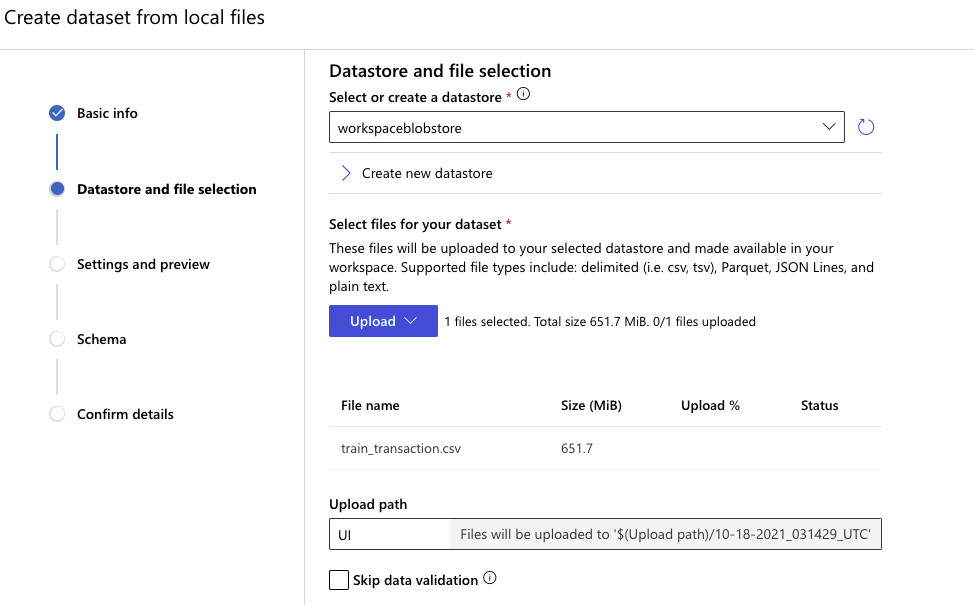 Create dataset from local files
Basic info
Datastore and file selection
Settings and preview
Schema
Confirm details
Datastore and file selection
Select or create a datastore *
workspaceblobstore
Create new datastore
Select files for your dataset *
These files will be uploaded to your selected datastore and made available in your
workspace. Supported file types include: delimited (i.e. csv, tsv), Parquet, JSON Lines, and
plain text.
Upload 1 files selected. Total size 651.7 MiB. 0/1 files uploaded
File name Size (MiB) Upload % Status
train_transaction.csv 651.7
Upload path
UI Files will be uploaded to '$(Upload path)/10-18-2021_031429_UTC'
Skip data validation